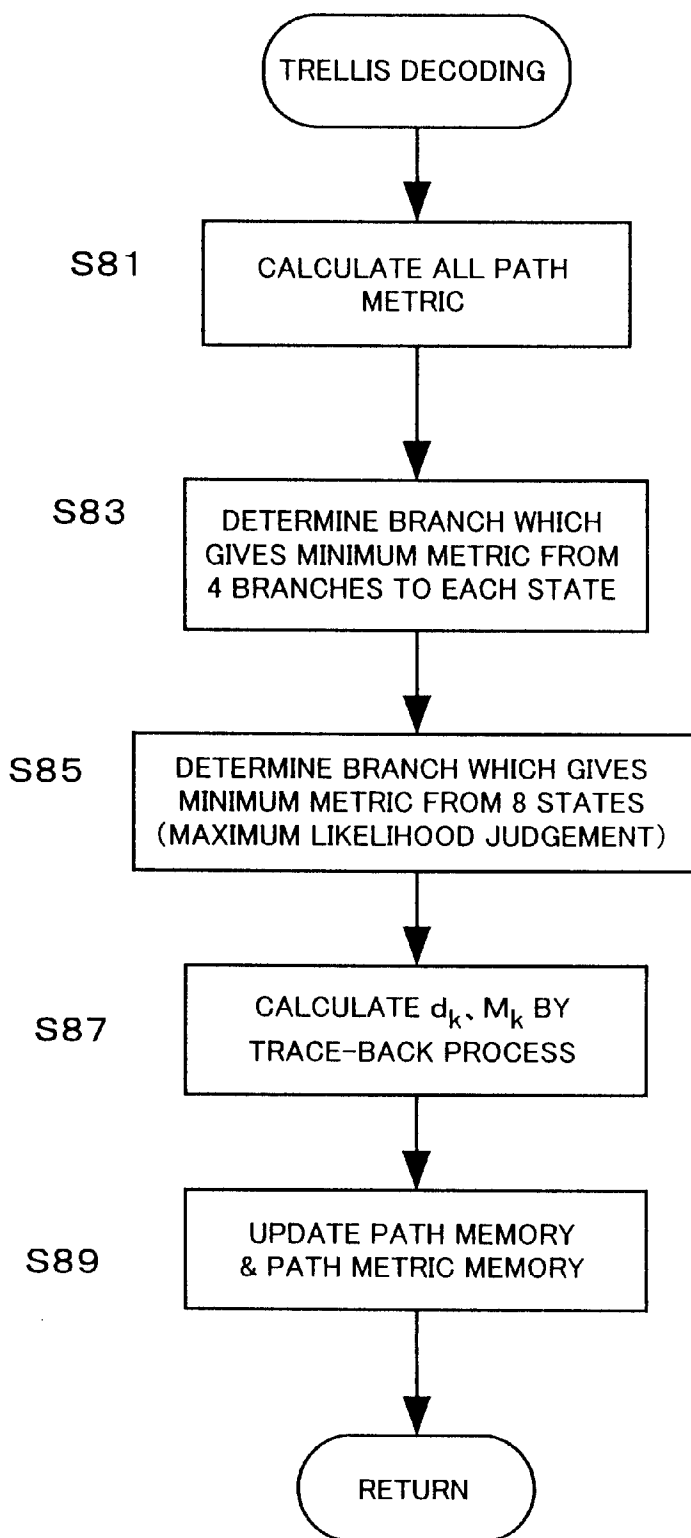 TRELLIS DECODING
S81
CALCULATE ALL PATH
METRIC
S83
DETERMINE BRANCH WHICH
GIVES MINIMUM METRIC FROM
4 BRANCHES TO EACH STATE
S85
DETERMINE BRANCH WHICH GIVES
MINIMUM METRIC FROM 8 STATES
(MAXIMUM LIKELIHOOD JUDGEMENT)
S87
CALCULATE dk、Mk BY
TRACE-BACK PROCESS
S89
UPDATE PATH MEMORY
& PATH METRIC MEMORY
RETURN